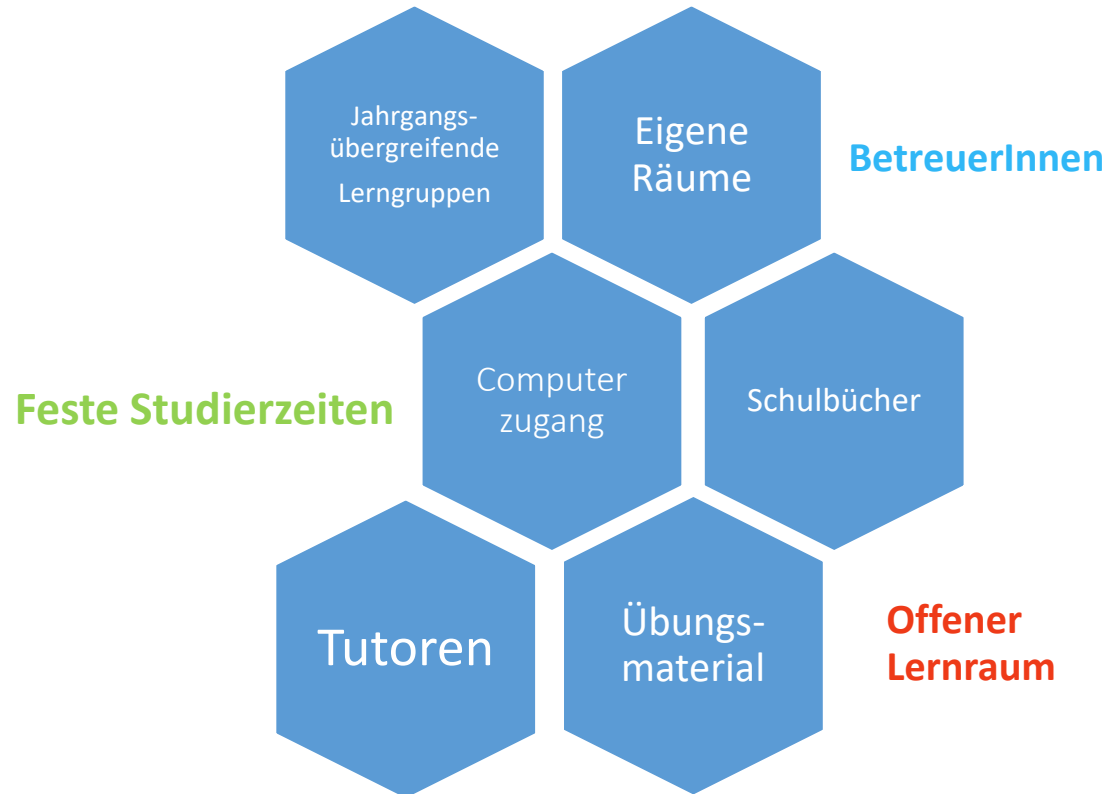 Jahrgangs-
übergreifende
Lerngruppen
Eigene
Räume
BetreuerInnen
Feste Studierzeiten
Computer
zugang
Schulbücher
Tutoren
Übungs-
material
Offener
Lernraum